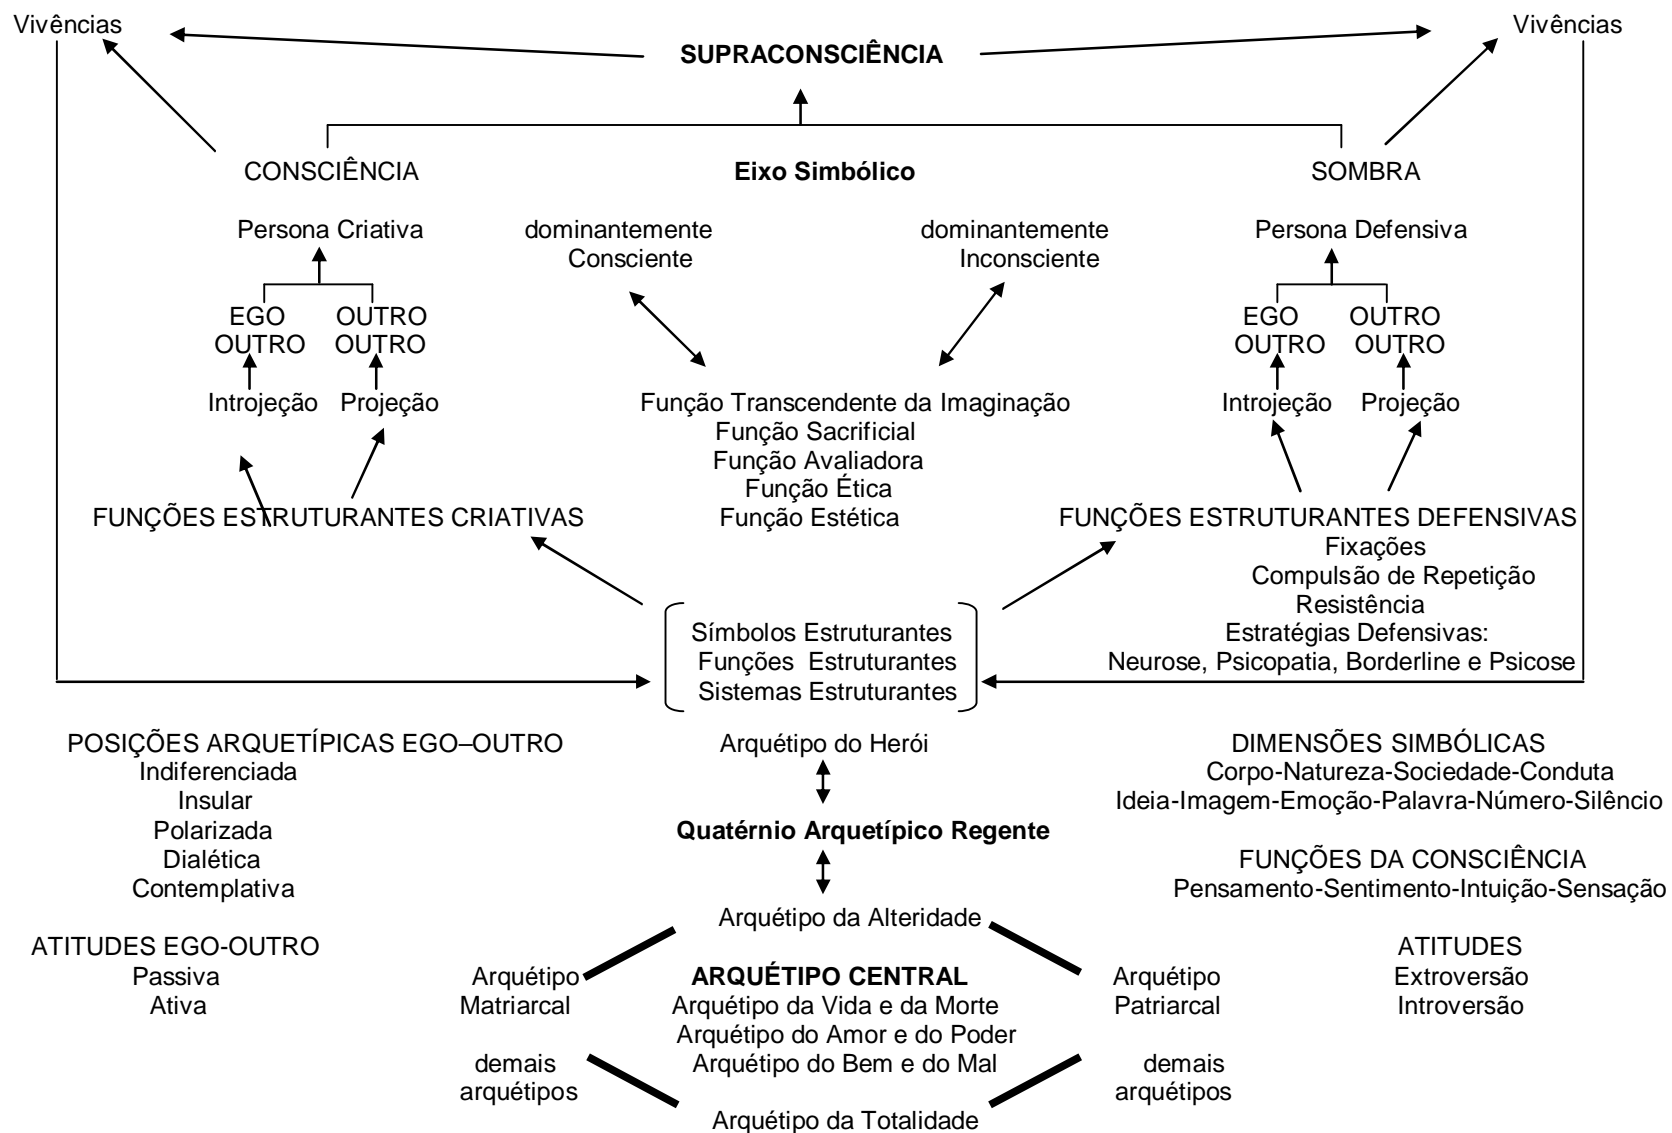 Vivências
Vivências
SUPRACONSCIÊNCIA
CONSCIÊNCIA
Eixo Simbólico
SOMBRA
Persona Criativa
dominantemente
Consciente
dominantemente
Inconsciente
Persona Defensiva
EGO OUTRO
OUTRO OUTRO
EGO OUTRO
OUTRO OUTRO
Introjeção Projeção
Função Transcendente da Imaginação
Função Sacrificial
Função Avaliadora
Função Ética
Função Estética
Introjeção Projeção
FUNÇÕES ESTRUTURANTES CRIATIVAS
FUNÇÕES ESTRUTURANTES DEFENSIVAS
Fixações
Compulsão de Repetição
Resistência
Estratégias Defensivas:
Neurose, Psicopatia, Borderline e Psicose
Símbolos Estruturantes
Funções Estruturantes
Sistemas Estruturantes
POSIÇÕES ARQUETÍPICAS EGO–OUTRO
Indiferenciada
Insular
Polarizada
Dialética
Contemplativa
ATITUDES EGO-OUTRO
Passiva
Ativa
Arquétipo do Herói
Quatérnio Arquetípico Regente
Arquétipo da Alteridade
Arquétipo
Matriarcal
ARQUÉTIPO CENTRAL
Arquétipo da Vida e da Morte
Arquétipo do Amor e do Poder
Arquétipo do Bem e do Mal
Arquétipo
Patriarcal
demais
arquétipos
demais
arquétipos
Arquétipo da Totalidade
DIMENSÕES SIMBÓLICAS
Corpo-Natureza-Sociedade-Conduta
Ideia-Imagem-Emoção-Palavra-Número-Silêncio
FUNÇÕES DA CONSCIÊNCIA
Pensamento-Sentimento-Intuição-Sensação
ATITUDES
Extroversão
Introversão